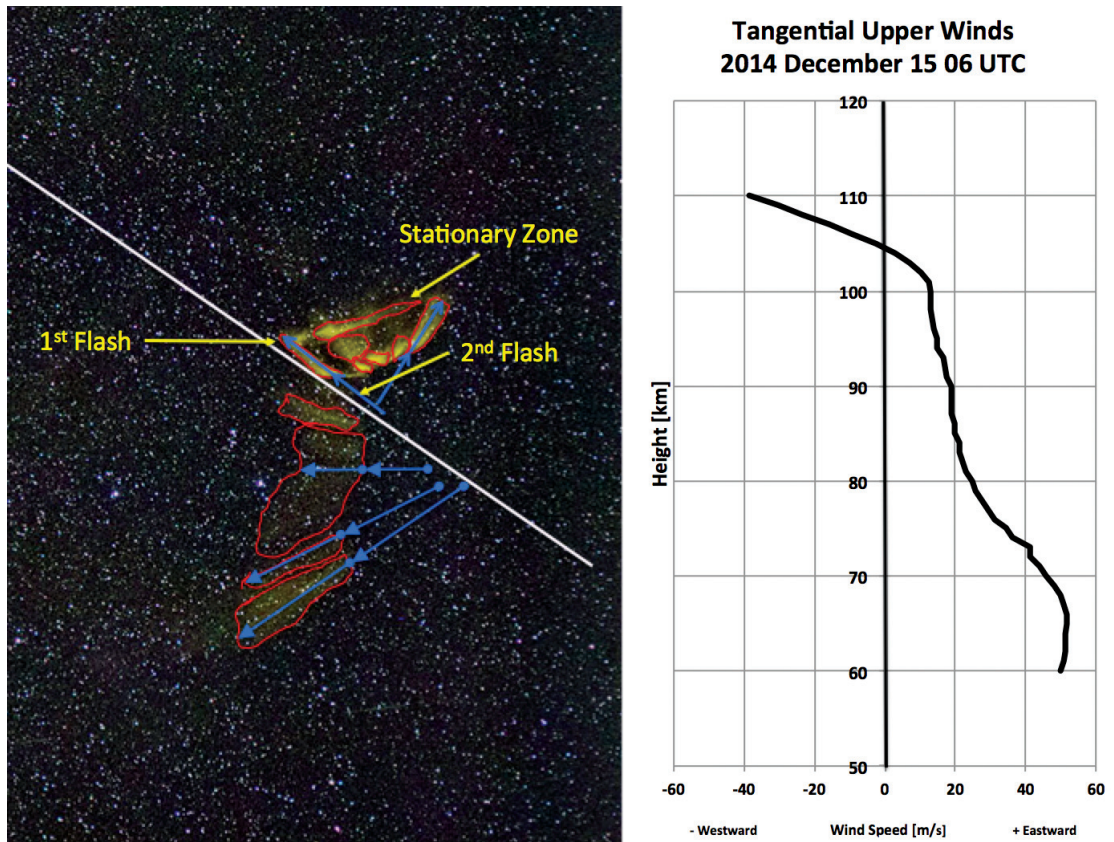 Stationary Zone
1st Flash
2nd Flash
Tangential Upper Winds
2014 December 15 06 UTC
120
110
100
90
80
70
60
50
Height [km]
-60
-40
-20
0
20
40
60
- Westward
Wind Speed [m/s]
+ Eastward